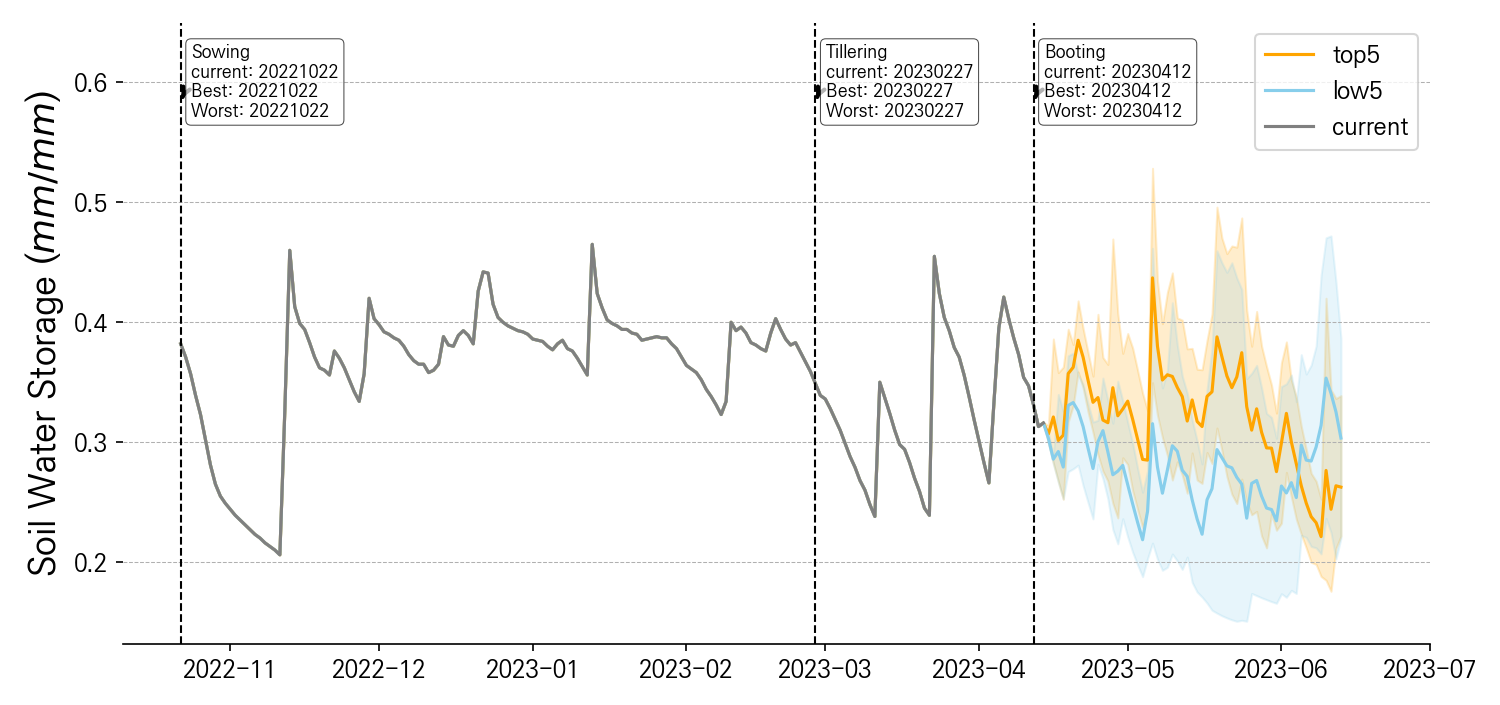 Sowing
current: 20221022
Best: 20221022
Worst: 20221022
Tillering
current: 20230227
Best: 20230227
Worst: 20230227
Booting
current: 20230412
Best: 20230412
Worst: 20230412
top5
low5
current
Soil Water Storage (mm/mm)
0.6
0.5
0.4
0.3
0.2
2022−11
2022−12
2023−01
2023−02
2023−03
2023−04
2023−05
2023−06
2023−07